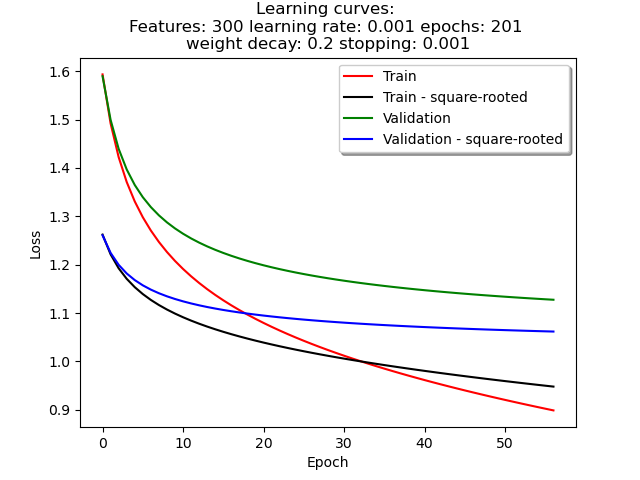 Learning curves:
Features: 300 learning rate: 0.001 epochs: 201
weight decay: 0.2 stopping: 0.001
Train
Train - square-rooted
Validation
Validation - square-rooted
Loss
1.6
1.5
1.4
1.3
1.2
1.1
1.0
0.9
0 10 20 30 40 50
Epoch